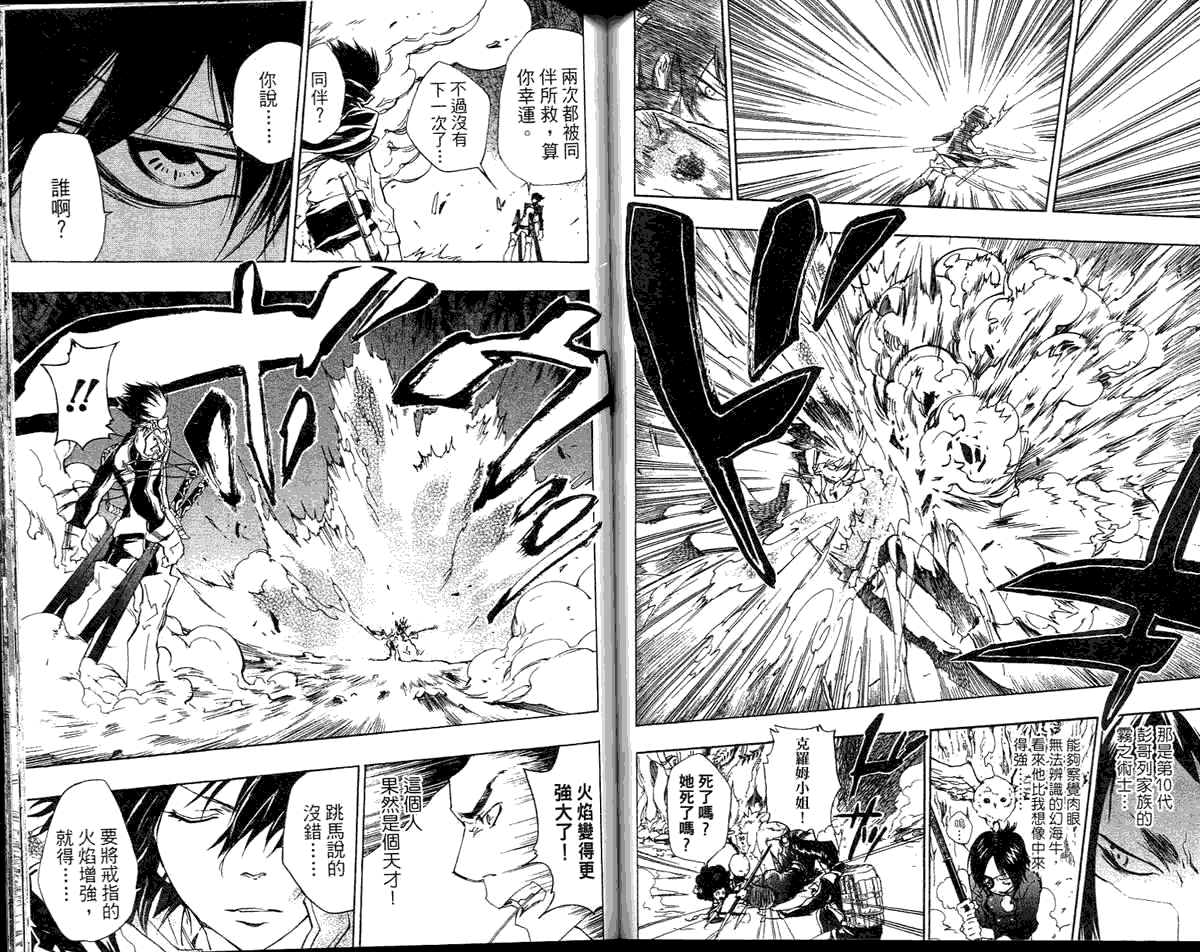 ドン
那是第10代
彭哥列家族的
霧之術士…
能夠察覺肉眼
無法辨識的幻海牛，
看來他比我想像中來
得強……
嗚…
克羅姆小姐！
死了嗎？
她死了嗎？
兩次都被同
伴所救，算
你幸運。
不過沒有
下一次了…
同伴？
你說……
誰啊？
!!
火焰變得更
強大了！
這個人
果然是個天才！
跳馬說的
沒錯……
要將戒指的
火焰增強，
就得……